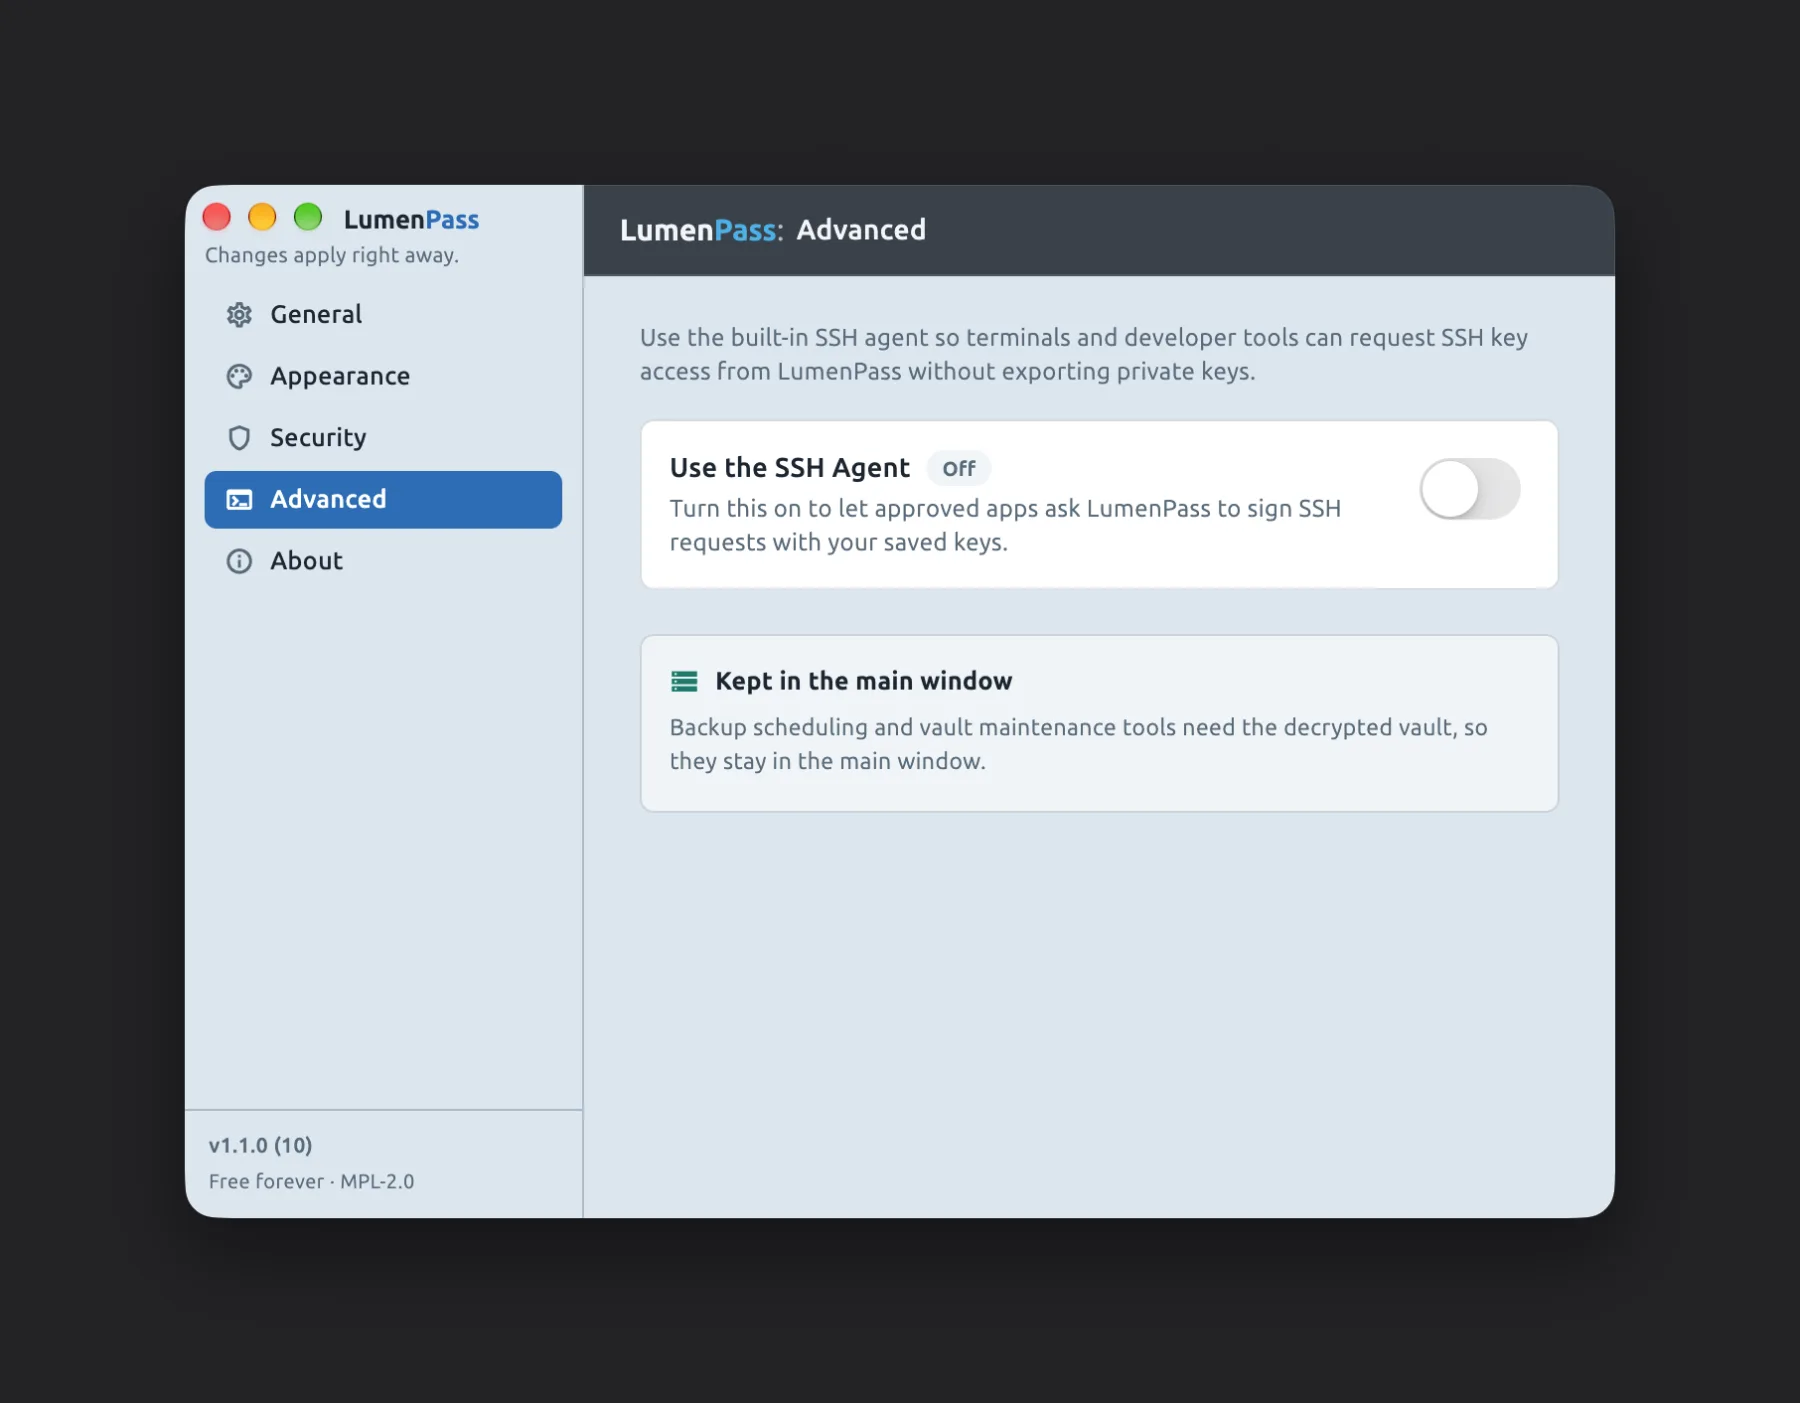 LumenPass
Changes apply right away.
General
Appearance
Security
Advanced
About
v1.1.0 (10)
Free forever · MPL-2.0
LumenPass: Advanced
Use the built-in SSH agent so terminals and developer tools can request SSH key
access from LumenPass without exporting private keys.
Use the SSH Agent Off
Turn this on to let approved apps ask LumenPass to sign SSH
requests with your saved keys.
Kept in the main window
Backup scheduling and vault maintenance tools need the decrypted vault, so
they stay in the main window.